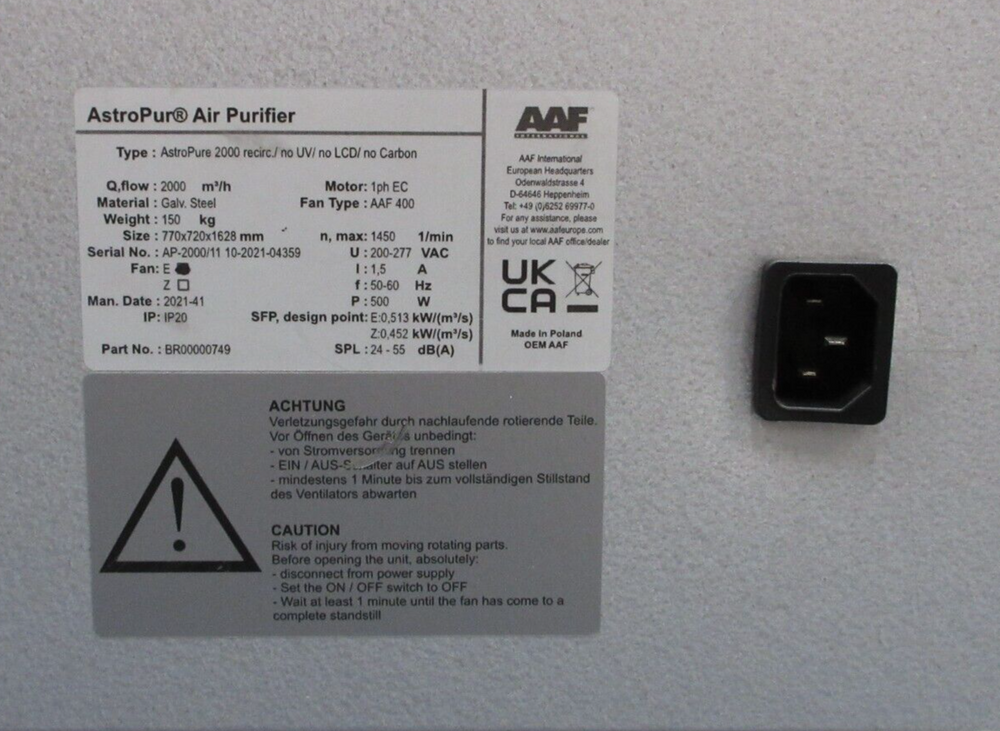 AstroPur® Air Purifier
Type : AstroPure 2000 recirc./ no UV/ no LCD/ no Carbon
Q,flow : 2000 m³/h
Motor: 1ph EC
Material : Galv. Steel
Fan Type : AAF 400
Weight : 150 kg
Size : 770x720x1628 mm
n, max: 1450 1/min
Serial No. : AP-2000/11 10-2021-04359
U : 200-277 VAC
Fan: E
I : 1,5 A
Z
f : 50-60 Hz
Man. Date : 2021-41
P : 500 W
IP: IP20
SFP, design point: E:0,513 kW/(m³/s)
Z:0,452 kW/(m³/s)
Part No. : BR00000749
SPL : 24 - 55 dB(A)
AAF
INTERNATIONAL
AAF International
European Headquarters
Odenwaldstrasse 4
D-64646 Heppenheim
Tel: +49 (0)6252 69977-0
For any assistance, please
visit us at www.aafeurope.com
to find your local AAF office/dealer
UK
CA
Made in Poland
OEM AAF
ACHTUNG
Verletzungsgefahr durch nachlaufende rotierende Teile.
Vor Öffnen des Geräts unbedingt:
- von Stromversorgung trennen
- EIN / AUS-Schalter auf AUS stellen
- mindestens 1 Minute bis zum vollständigen Stillstand
des Ventilators abwarten
CAUTION
Risk of injury from moving rotating parts.
Before opening the unit, absolutely:
- disconnect from power supply
- Set the ON / OFF switch to OFF
- Wait at least 1 minute until the fan has come to a
complete standstill